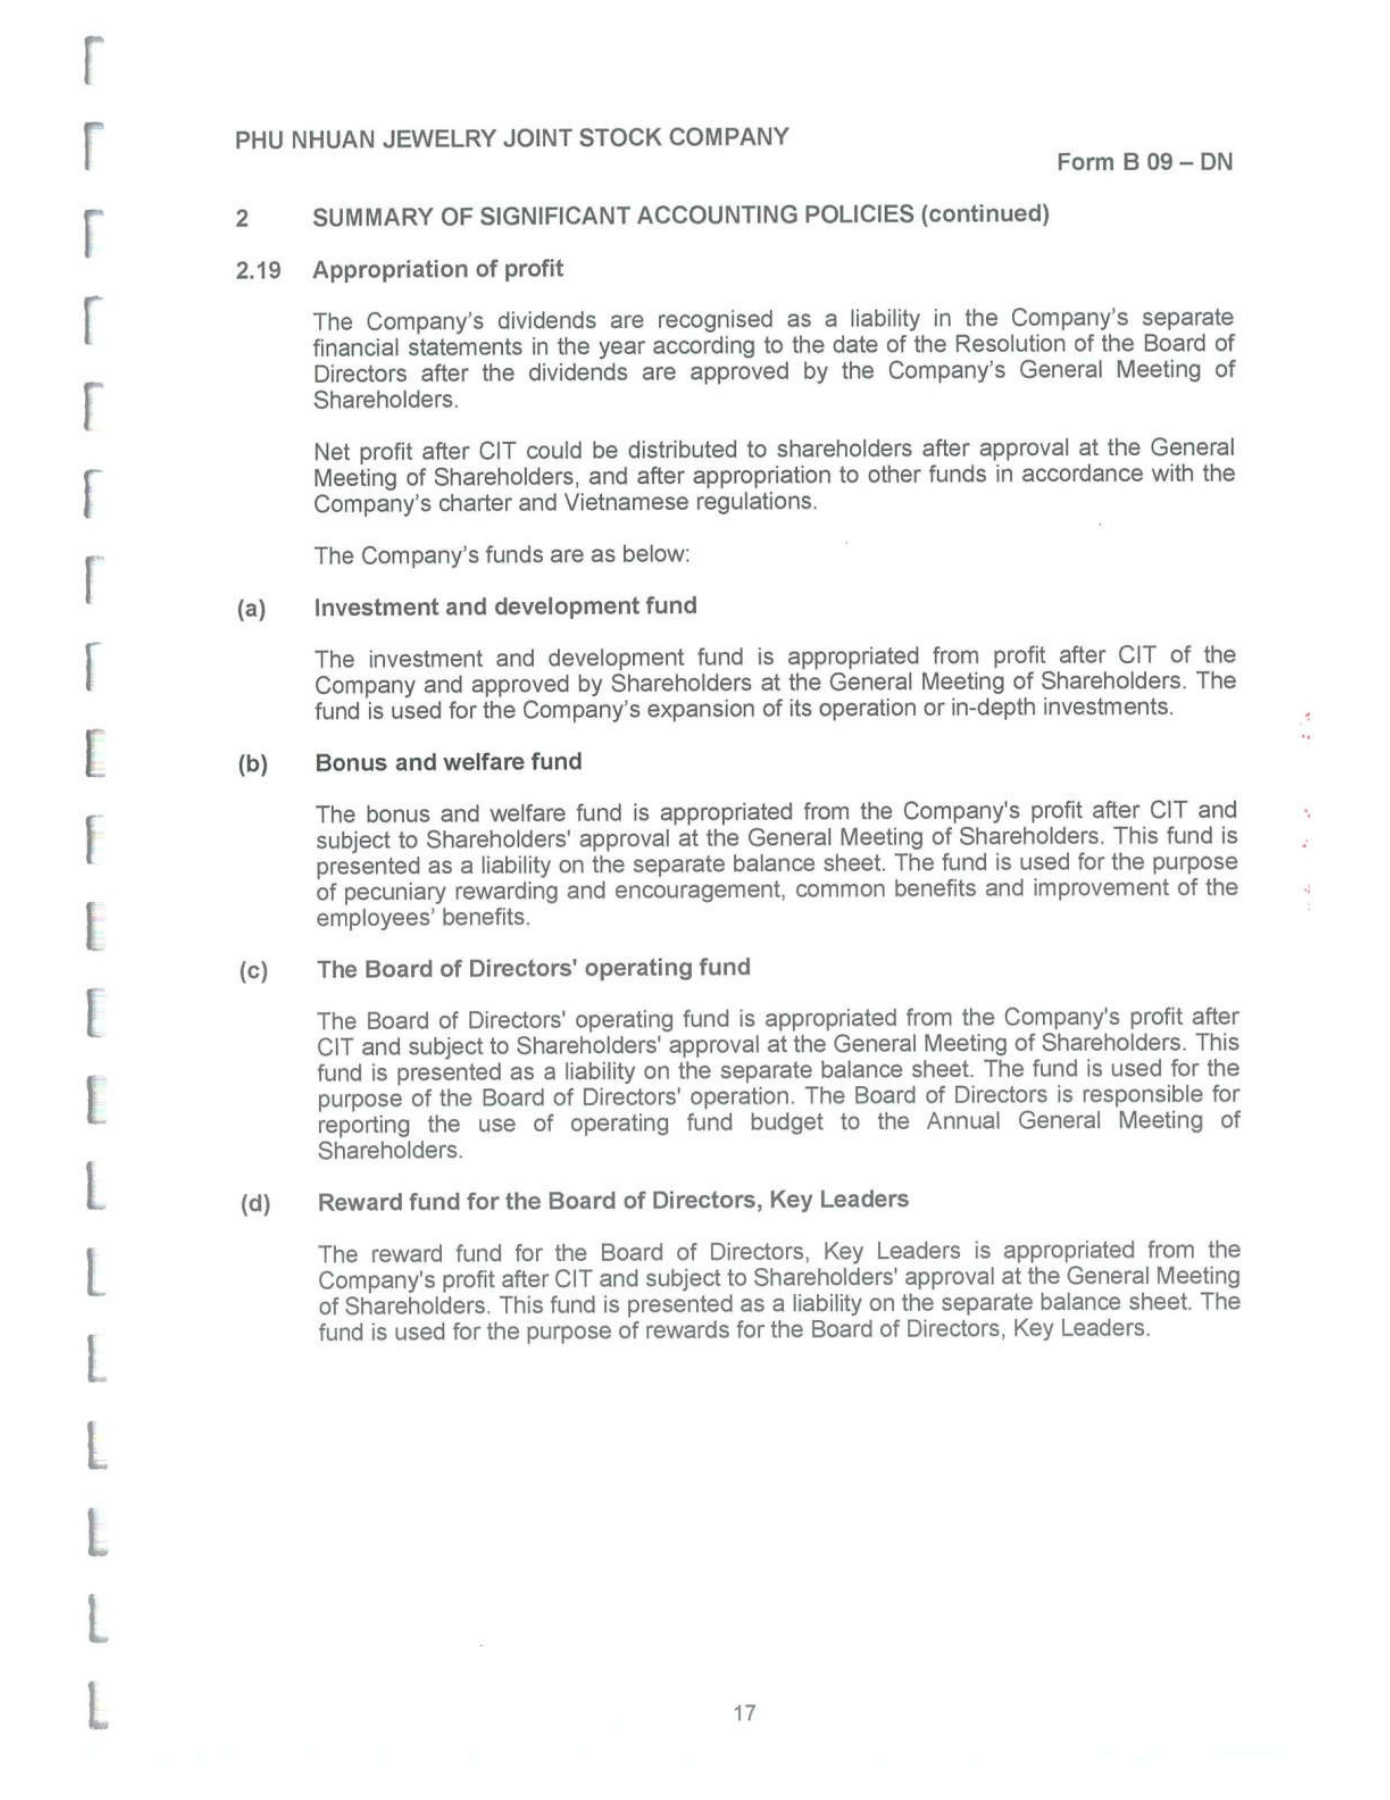 PHU NHUAN JEWELRY JOINT STOCK COMPANY
Form B 09 – DN
2 SUMMARY OF SIGNIFICANT ACCOUNTING POLICIES (continued)
2.19 Appropriation of profit
The Company's dividends are recognised as a liability in the Company's separate
financial statements in the year according to the date of the Resolution of the Board of
Directors after the dividends are approved by the Company's General Meeting of
Shareholders.
Net profit after CIT could be distributed to shareholders after approval at the General
Meeting of Shareholders, and after appropriation to other funds in accordance with the
Company's charter and Vietnamese regulations.
The Company's funds are as below:
(a) Investment and development fund
The investment and development fund is appropriated from profit after CIT of the
Company and approved by Shareholders at the General Meeting of Shareholders. The
fund is used for the Company's expansion of its operation or in-depth investments.
(b) Bonus and welfare fund
The bonus and welfare fund is appropriated from the Company's profit after CIT and
subject to Shareholders' approval at the General Meeting of Shareholders. This fund is
presented as a liability on the separate balance sheet. The fund is used for the purpose
of pecuniary rewarding and encouragement, common benefits and improvement of the
employees' benefits.
(c) The Board of Directors' operating fund
The Board of Directors' operating fund is appropriated from the Company's profit after
CIT and subject to Shareholders' approval at the General Meeting of Shareholders. This
fund is presented as a liability on the separate balance sheet. The fund is used for the
purpose of the Board of Directors' operation. The Board of Directors is responsible for
reporting the use of operating fund budget to the Annual General Meeting of
Shareholders.
(d) Reward fund for the Board of Directors, Key Leaders
The reward fund for the Board of Directors, Key Leaders is appropriated from the
Company's profit after CIT and subject to Shareholders' approval at the General Meeting
of Shareholders. This fund is presented as a liability on the separate balance sheet. The
fund is used for the purpose of rewards for the Board of Directors, Key Leaders.
17